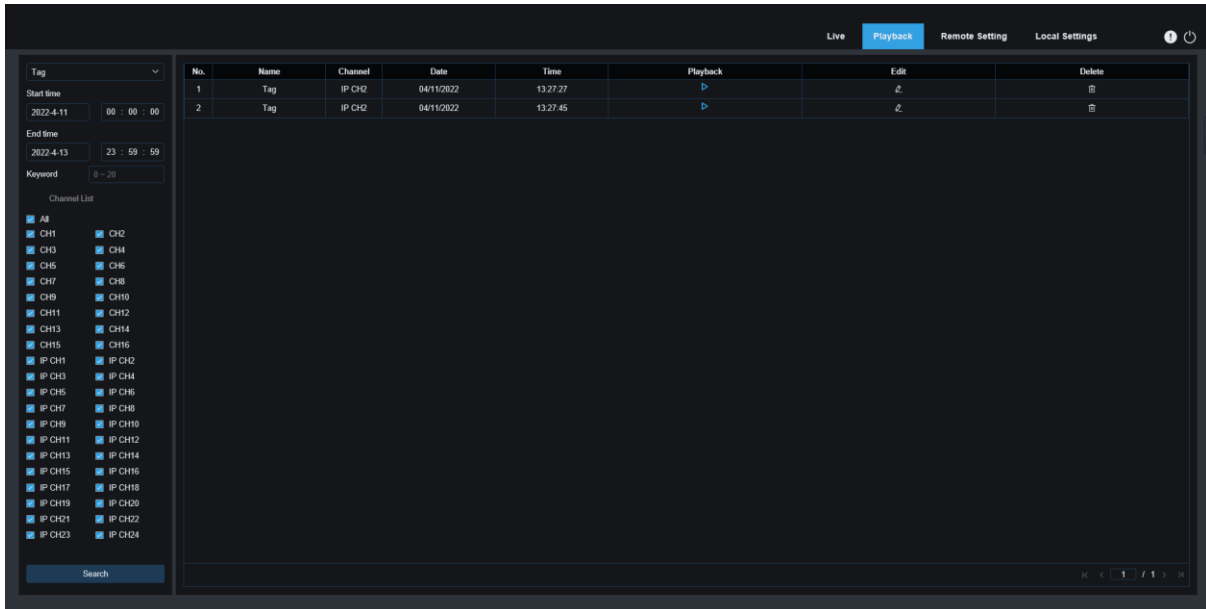 Live Playback Remote Setting Local Settings
Tag
Start time
2022-4-11 00 : 00 : 00
End time
2022-4-13 23 : 59 : 59
Keyword 0 ~ 20
Channel List
All
CH1 CH2
CH3 CH4
CH5 CH6
CH7 CH8
CH9 CH10
CH11 CH12
CH13 CH14
CH15 CH16
IP CH1 IP CH2
IP CH3 IP CH4
IP CH5 IP CH6
IP CH7 IP CH8
IP CH9 IP CH10
IP CH11 IP CH12
IP CH13 IP CH14
IP CH15 IP CH16
IP CH17 IP CH18
IP CH19 IP CH20
IP CH21 IP CH22
IP CH23 IP CH24
Search
No. Name Channel Date Time Playback Edit Delete
1 Tag IP CH2 04/11/2022 13:27:27
2 Tag IP CH2 04/11/2022 13:27:45
1 / 1